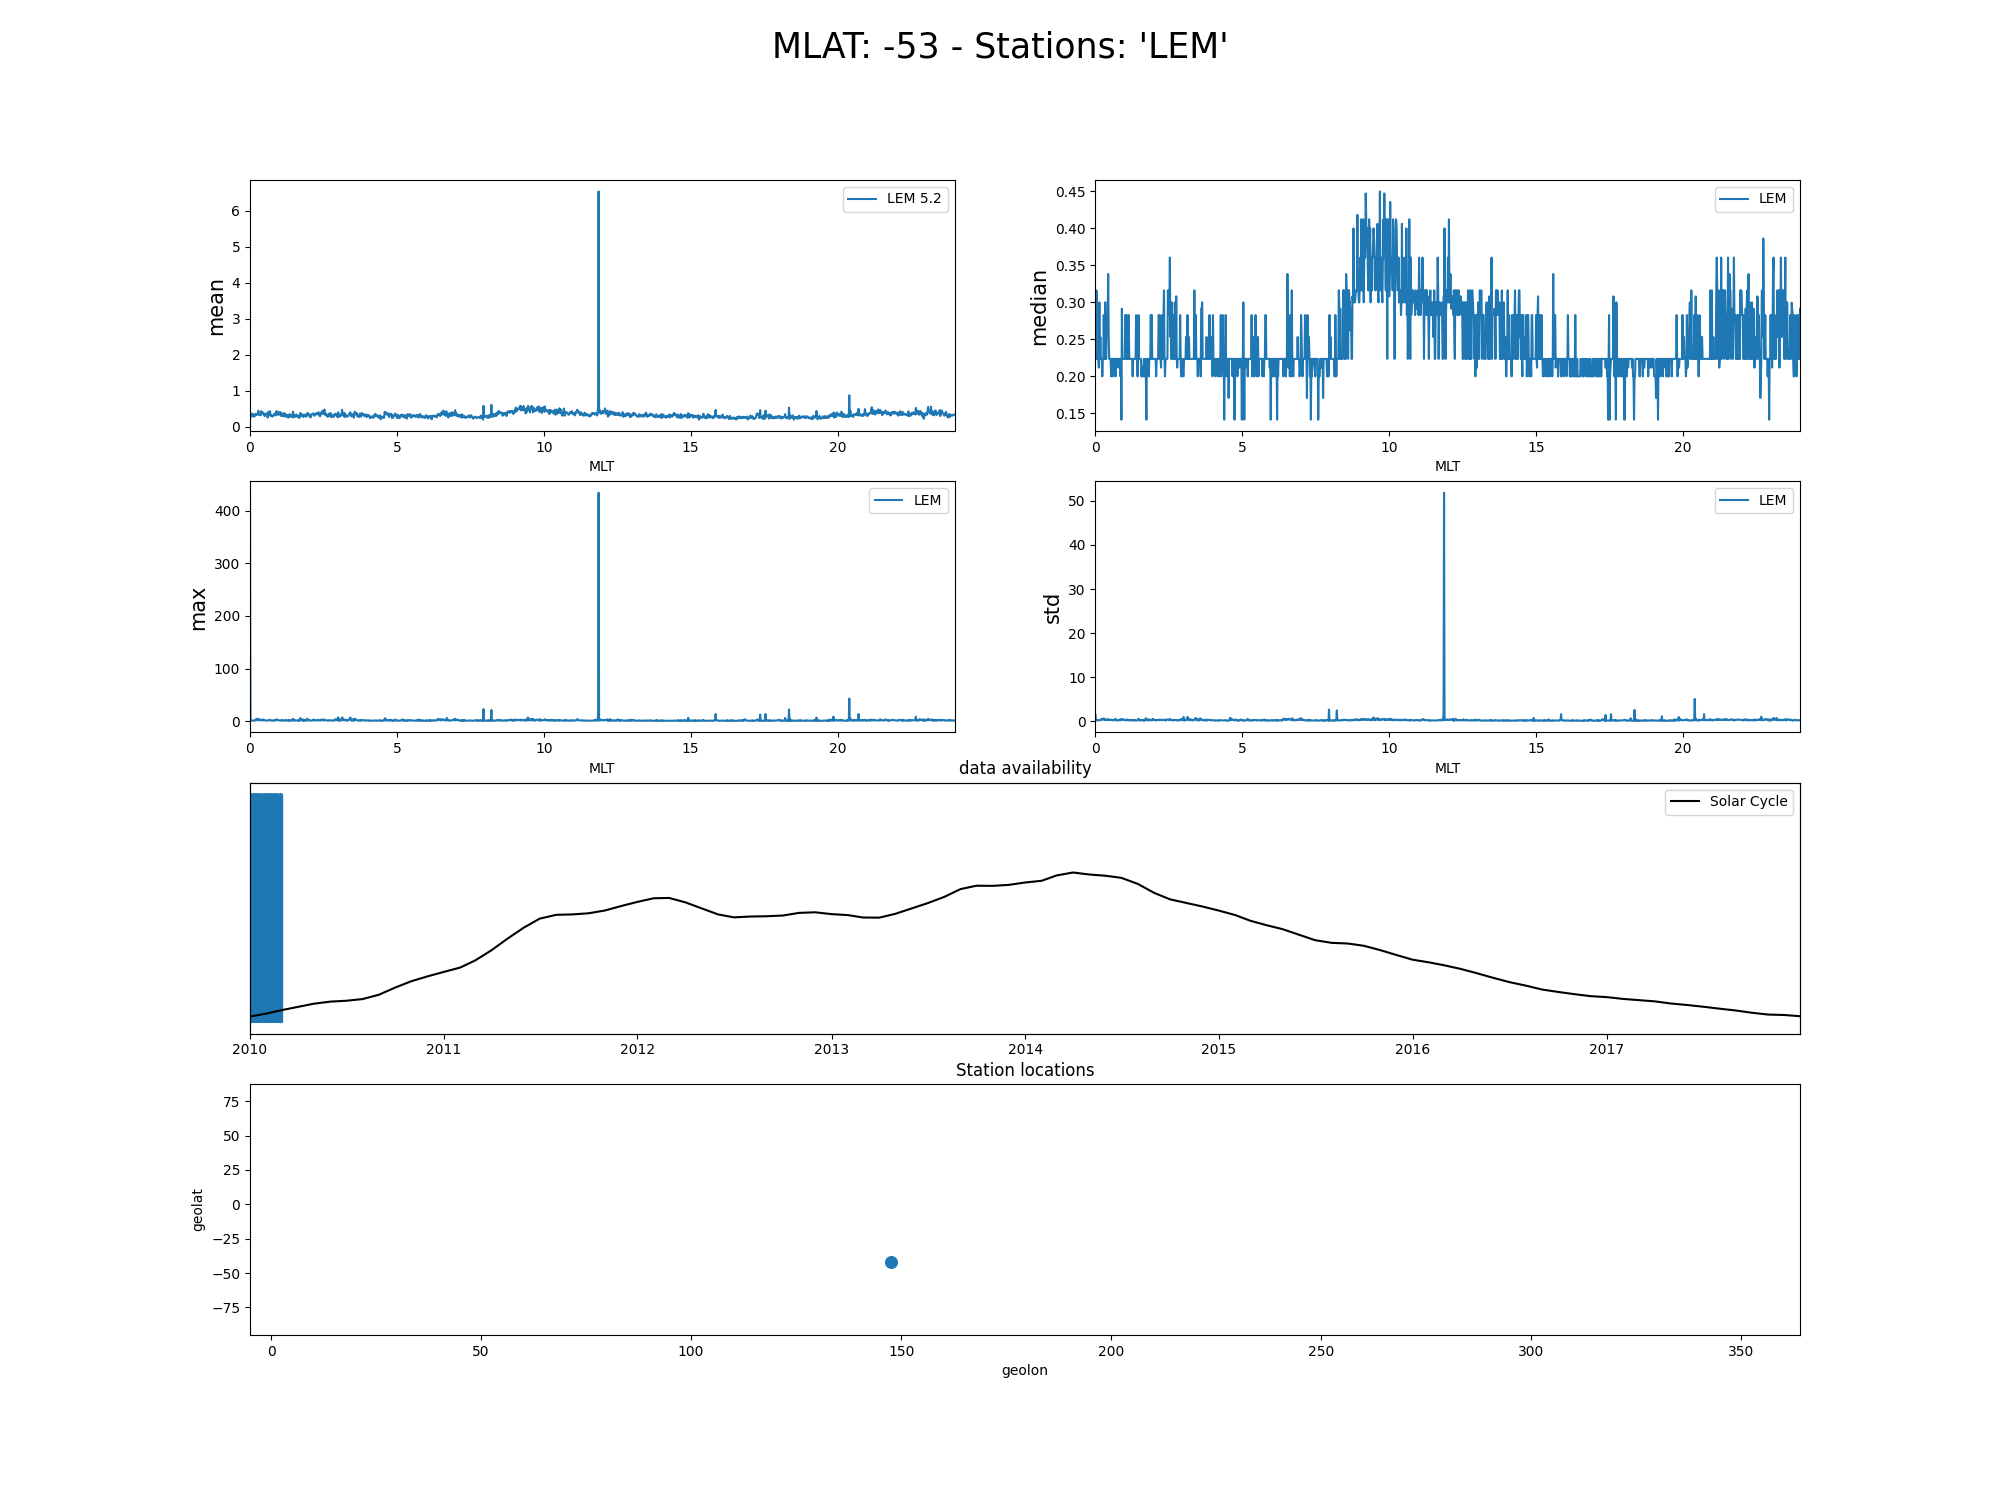 MLAT: -53 - Stations: 'LEM'
mean
6
5
4
3
2
1
0
LEM 5.2
0 5 10 15 20
MLT
median
0.45
0.40
0.35
0.30
0.25
0.20
0.15
LEM
0 5 10 15 20
MLT
max
400
300
200
100
0
LEM
0 5 10 15 20
MLT
std
50
40
30
20
10
0
LEM
0 5 10 15 20
MLT
data availability
Solar Cycle
2010 2011 2012 2013 2014 2015 2016 2017
Station locations
geolat
75
50
25
0
−25
−50
−75
0 50 100 150 200 250 300 350
geolon